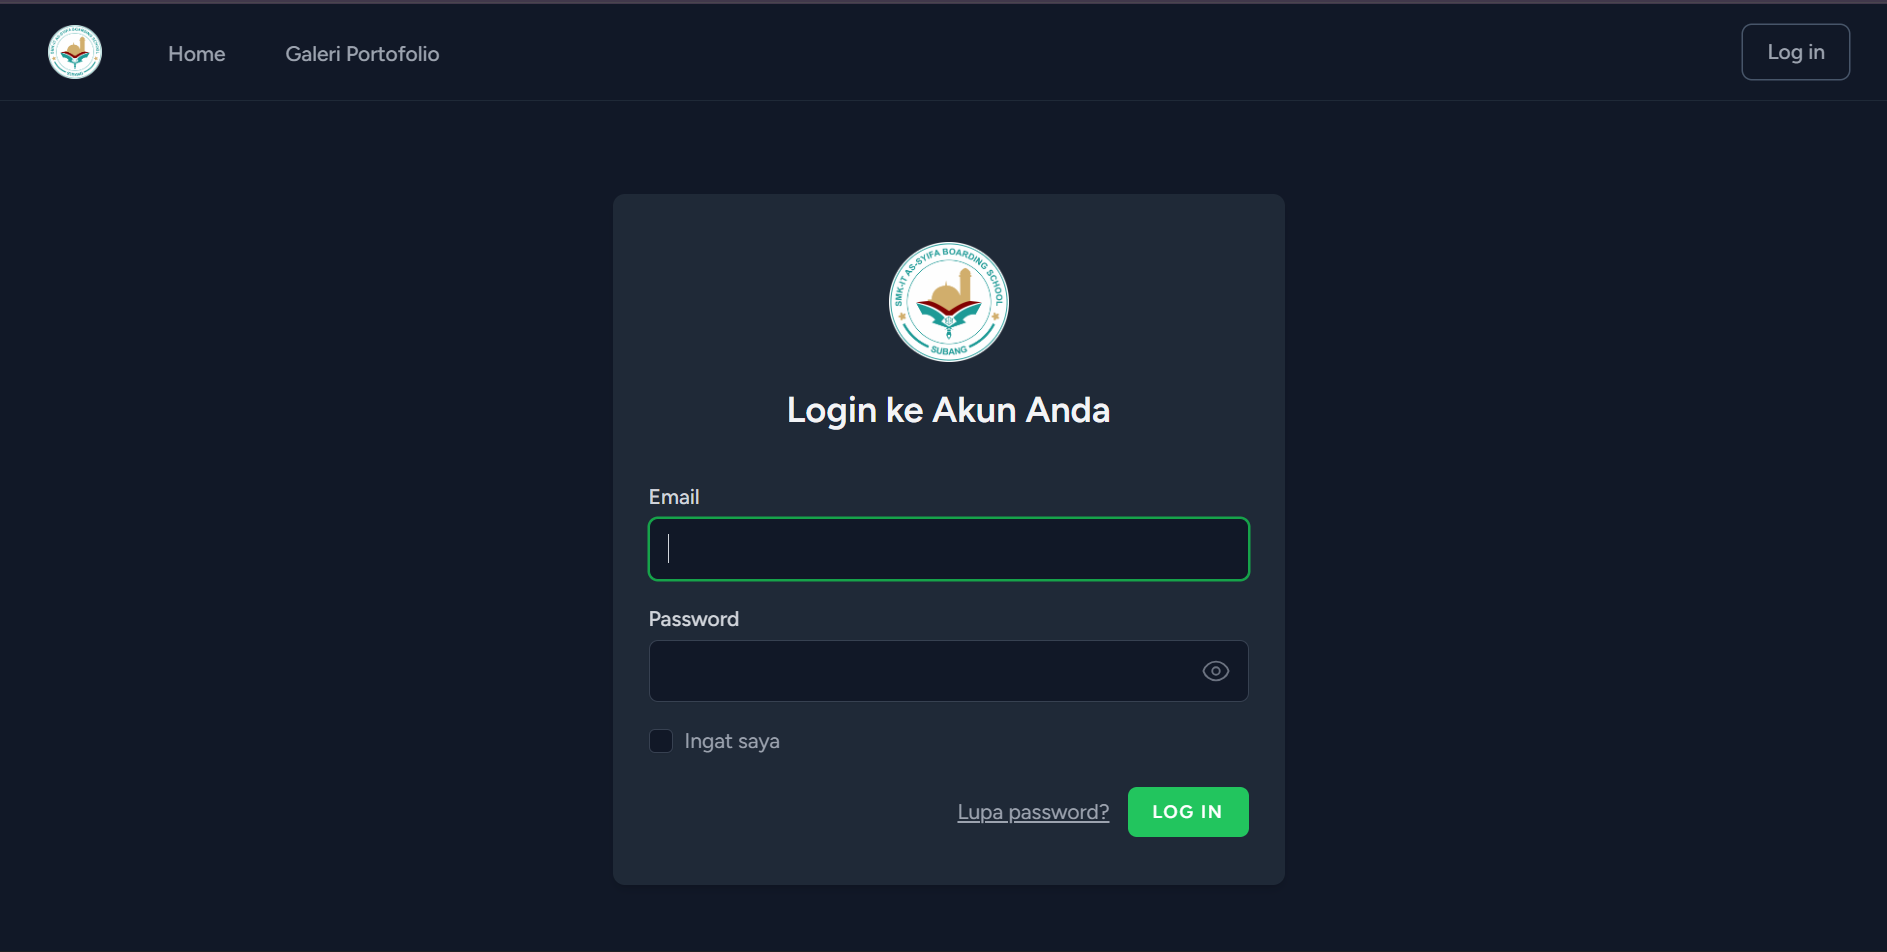 Home
Galeri Portofolio
Log in
SMK-IT AS-SYIFA BOARDING SCHOOL
SUBANG
Login ke Akun Anda
Email
Password
Ingat saya
Lupa password?
LOG IN